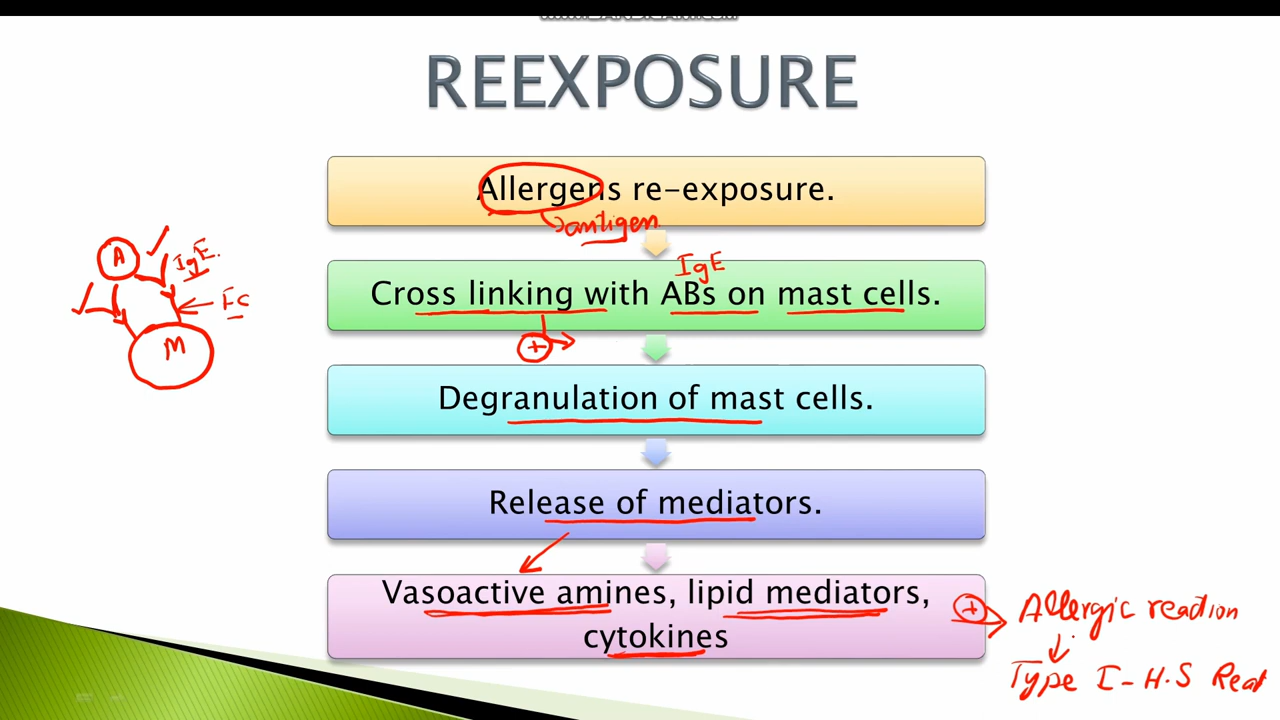 REEXPOSURE
Allergens re-exposure.
antigen
IgE
Cross linking with ABs on mast cells.
+
Degranulation of mast cells.
Release of mediators.
Vasoactive amines, lipid mediators,
cytokines
A
IgE.
FC
M
+
Allergic reaction
Type I-H.S Reat